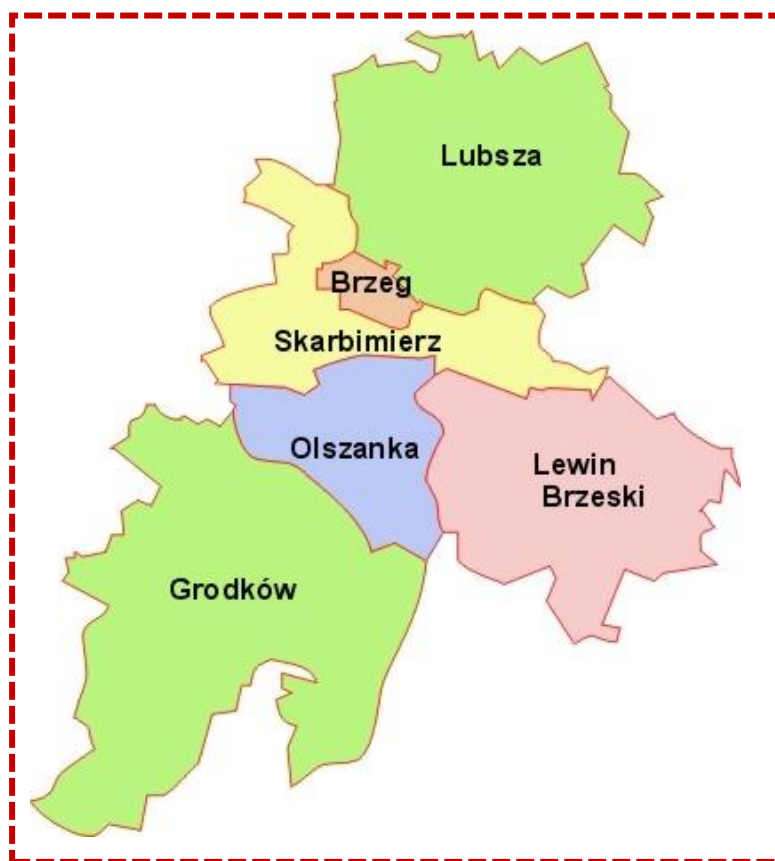 Lubsza
Brzeg
Skarbimierz
Olszanka
Lewin
Brzeski
Grodków